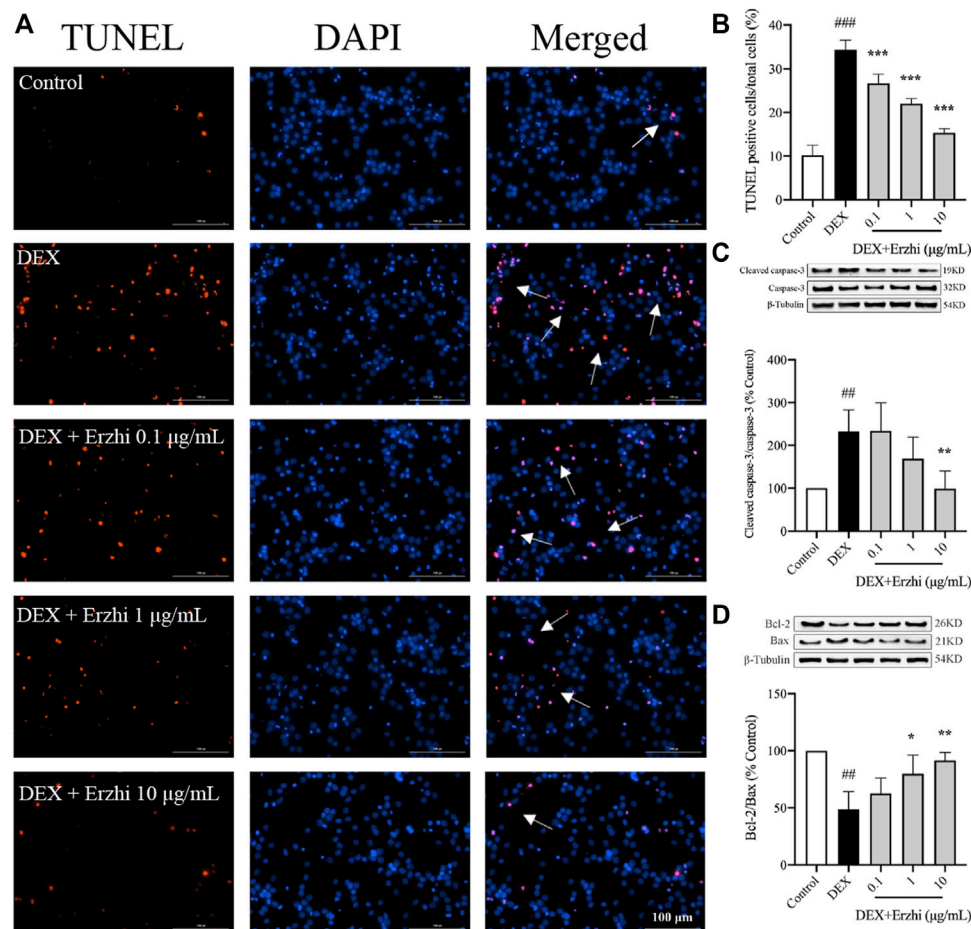 A
TUNEL DAPI Merged
Control
DEX
DEX + Erzhi 0.1 μg/mL
DEX + Erzhi 1 μg/mL
DEX + Erzhi 10 μg/mL
100 μm
B
TUNEL positive cells/total cells (%)
40
30
20
10
0
###
***
***
***
Control DEX 0.1 1 10
DEX+Erzhi (μg/mL)
C
Cleaved caspase-3 19KD
Caspase-3 32KD
β-Tubulin 54KD
Cleaved caspase-3/caspase-3 (% Control)
400
300
200
100
0
##
**
Control DEX 0.1 1 10
DEX+Erzhi (μg/mL)
D
Bcl-2 26KD
Bax 21KD
β-Tubulin 54KD
Bcl-2/Bax (% Control)
150
100
50
0
##
*
**
Control DEX 0.1 1 10
DEX+Erzhi (μg/mL)